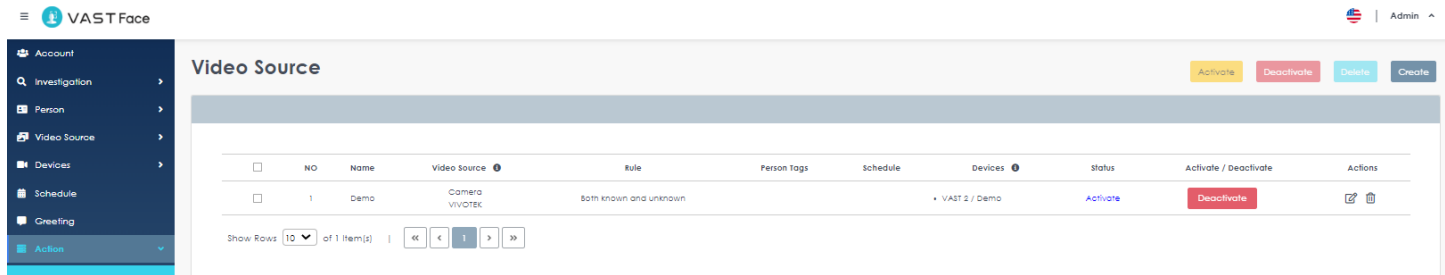 VAST Face
Admin
Account
Investigation
Person
Video Source
Devices
Schedule
Greeting
Action
Video Source
Activate Deactivate Delete Create
NO Name Video Source Rule Person Tags Schedule Devices Status Activate / Deactivate Actions
1 Demo Camera VIVOTEK Both known and unknown • VAST 2 / Demo Activate Deactivate
Show Rows 10 of 1 Item(s) | « < 1 > »